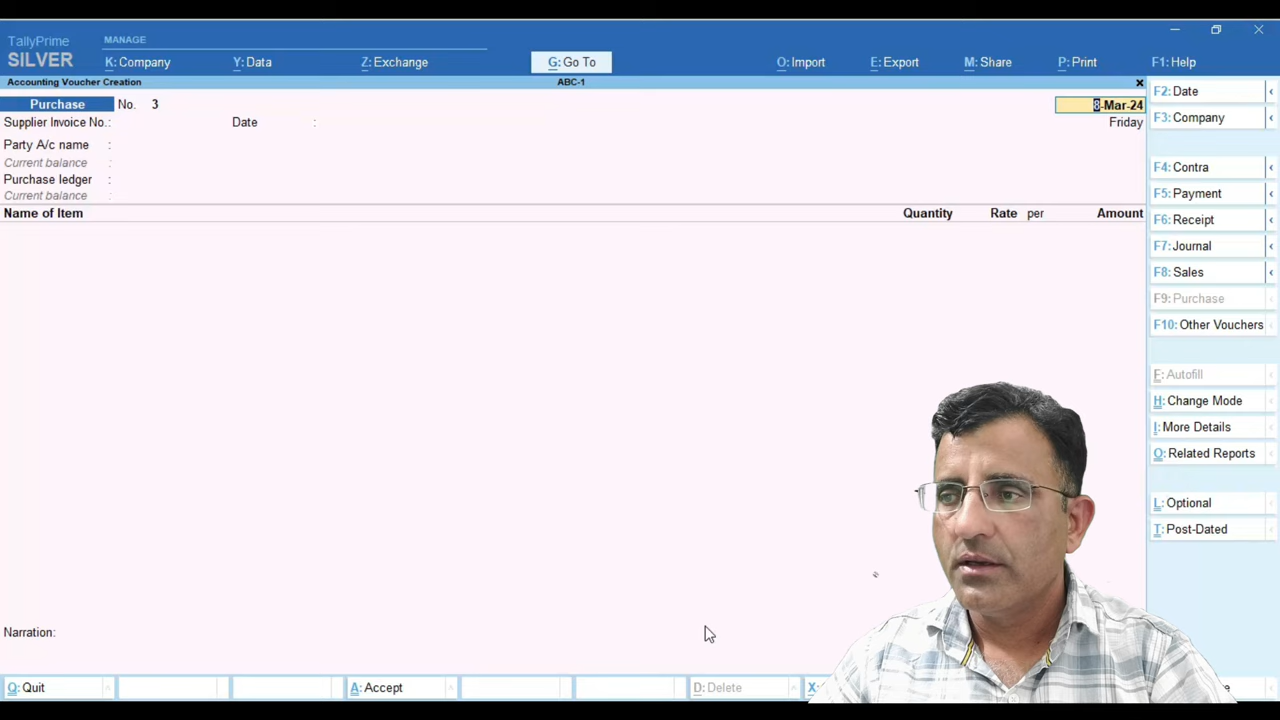 TallyPrime
SILVER
MANAGE
K: Company
Y: Data
Z: Exchange
G: Go To
O: Import
E: Export
M: Share
P: Print
F1: Help
Accounting Voucher Creation
ABC-1
Purchase No. 3
8-Mar-24
Supplier Invoice No. :
Date :
Friday
Party A/c name :
Current balance :
Purchase ledger :
Current balance :
Name of Item
Quantity
Rate per
Amount
Narration:
F2: Date
F3: Company
F4: Contra
F5: Payment
F6: Receipt
F7: Journal
F8: Sales
F9: Purchase
F10: Other Vouchers
F: Autofill
H: Change Mode
I: More Details
O: Related Reports
L: Optional
T: Post-Dated
Q: Quit
A: Accept
D: Delete
X: